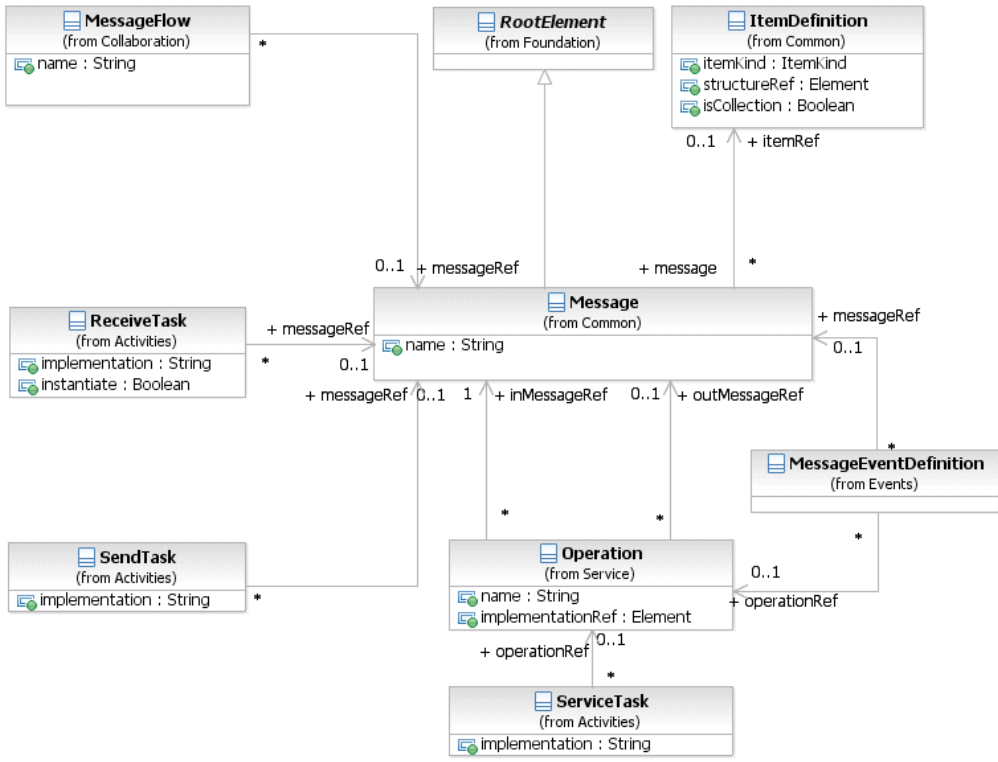 MessageFlow
(from Collaboration)
name : String
*
RootElement
(from Foundation)
ItemDefinition
(from Common)
itemKind : ItemKind
structureRef : Element
isCollection : Boolean
0..1
+ itemRef
0..1
+ messageRef
+ message
*
Message
(from Common)
name : String
ReceiveTask
(from Activities)
implementation : String
instantiate : Boolean
+ messageRef
*
0..1
+ messageRef
0..1
+ messageRef
0..1
1
+ inMessageRef
0..1
+ outMessageRef
*
MessageEventDefinition
(from Events)
*
*
*
SendTask
(from Activities)
implementation : String
*
Operation
(from Service)
name : String
implementationRef : Element
0..1
+ operationRef
+ operationRef
0..1
*
ServiceTask
(from Activities)
implementation : String